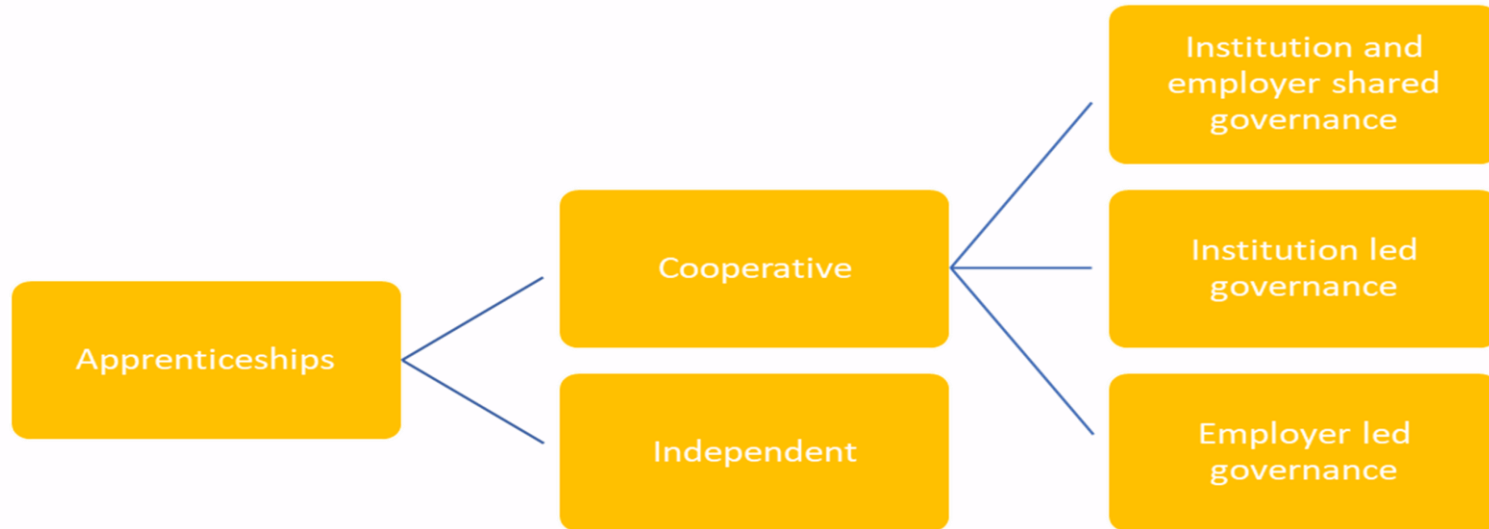 Apprenticeships
Cooperative
Independent
Institution and
employer shared
governance
Institution led
governance
Employer led
governance